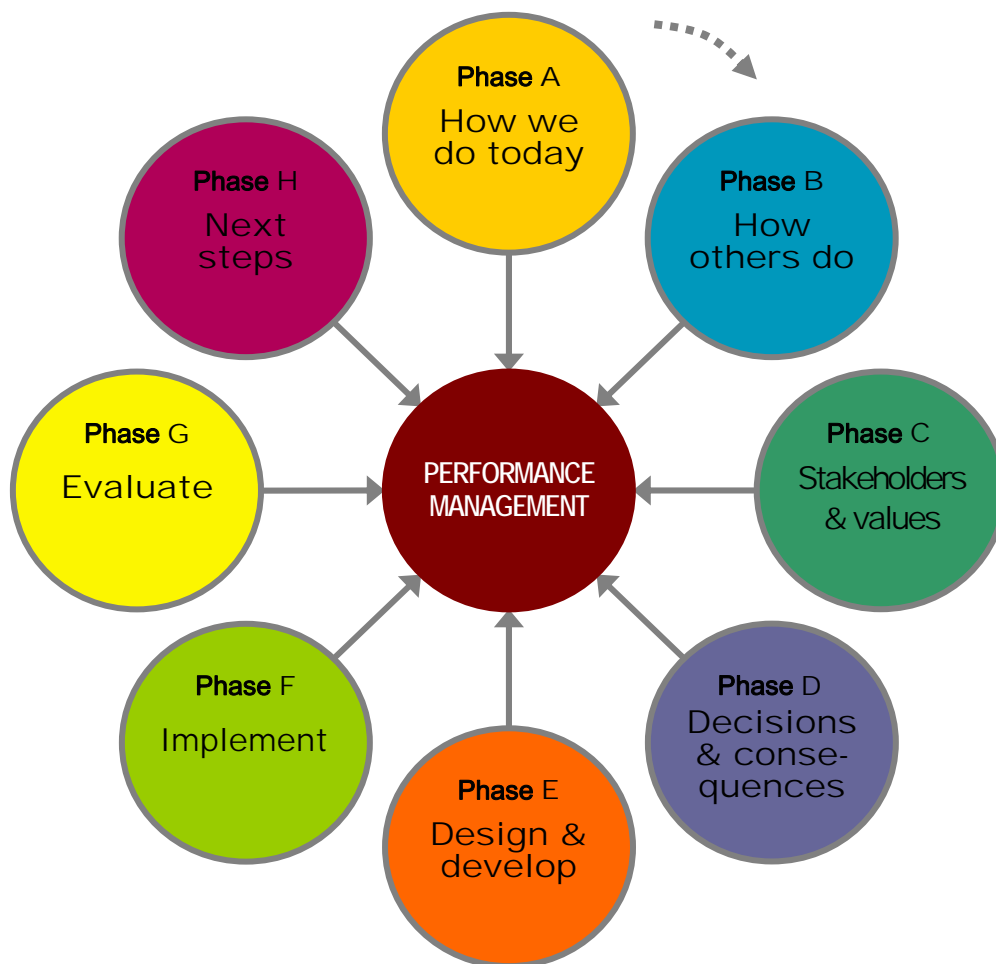 Phase A
How we
do today
Phase B
How
others do
Phase C
Stakeholders
& values
Phase D
Decisions
& conse-
quences
Phase E
Design &
develop
Phase F
Implement
Phase G
Evaluate
Phase H
Next
steps
PERFORMANCE
MANAGEMENT